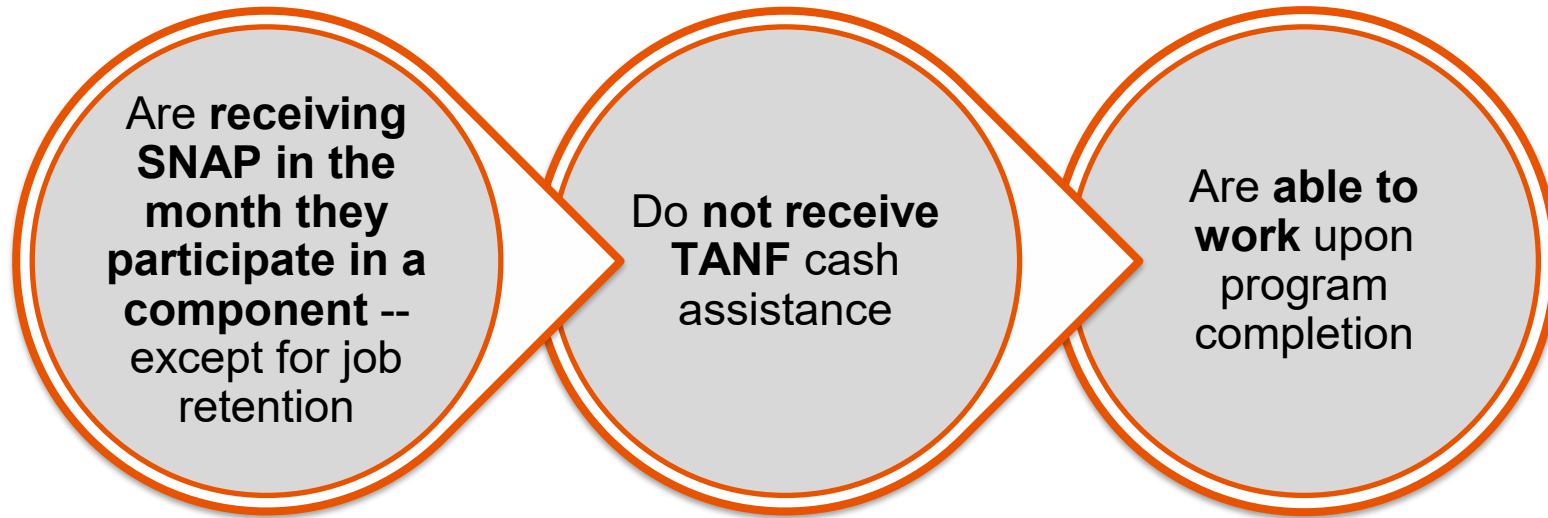 Are receiving
SNAP in the
month they
participate in a
component --
except for job
retention
Do not receive
TANF cash
assistance
Are able to
work upon
program
completion